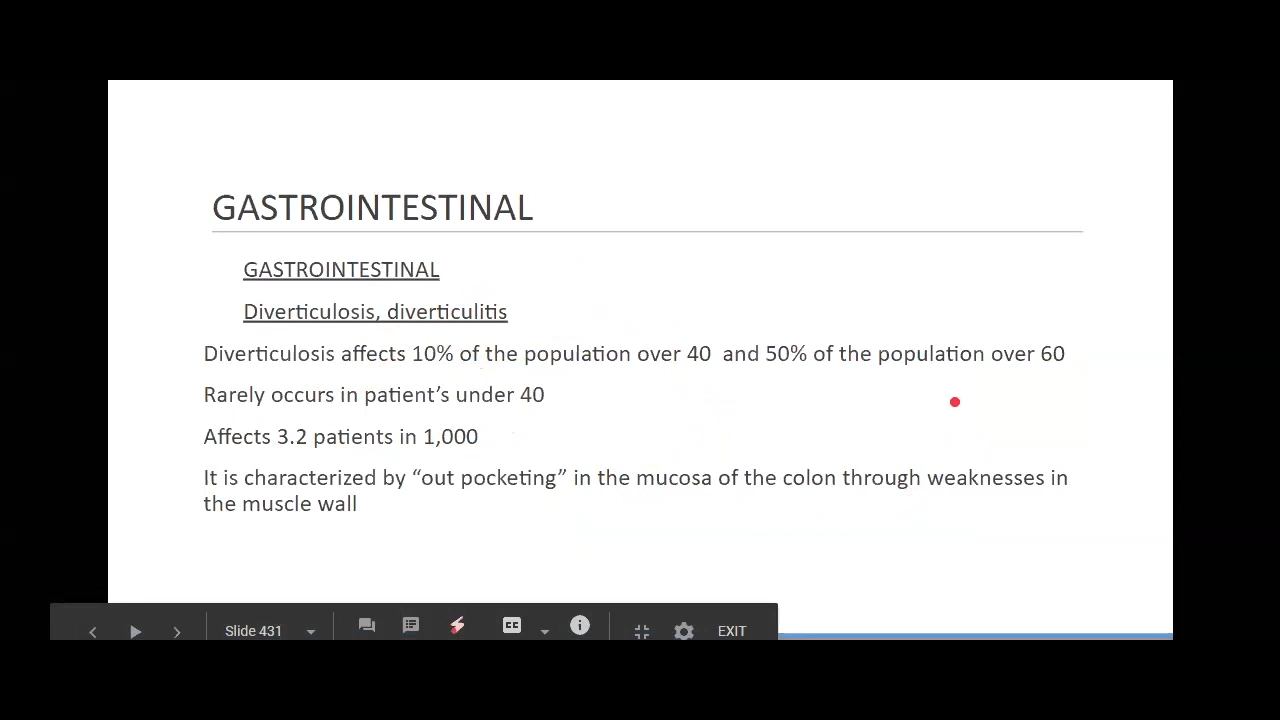 GASTROINTESTINAL
GASTROINTESTINAL
Diverticulosis, diverticulitis
Diverticulosis affects 10% of the population over 40 and 50% of the population over 60
Rarely occurs in patient’s under 40
Affects 3.2 patients in 1,000
It is characterized by “out pocketing” in the mucosa of the colon through weaknesses in
the muscle wall
Slide 431 CC EXIT